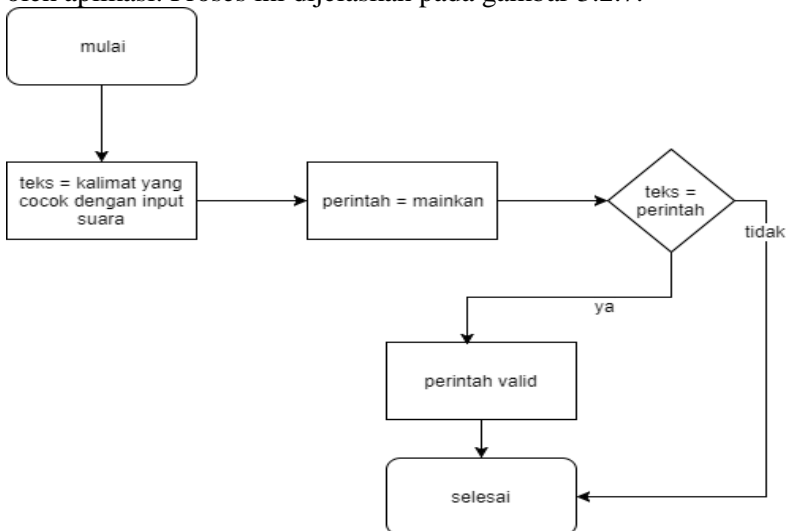 oleh aplikasi. Proses ini dijelaskan pada gambar 3.2.7.
mulai
teks = kalimat yang
cocok dengan input
suara
perintah = mainkan
teks =
perintah
tidak
ya
perintah valid
selesai